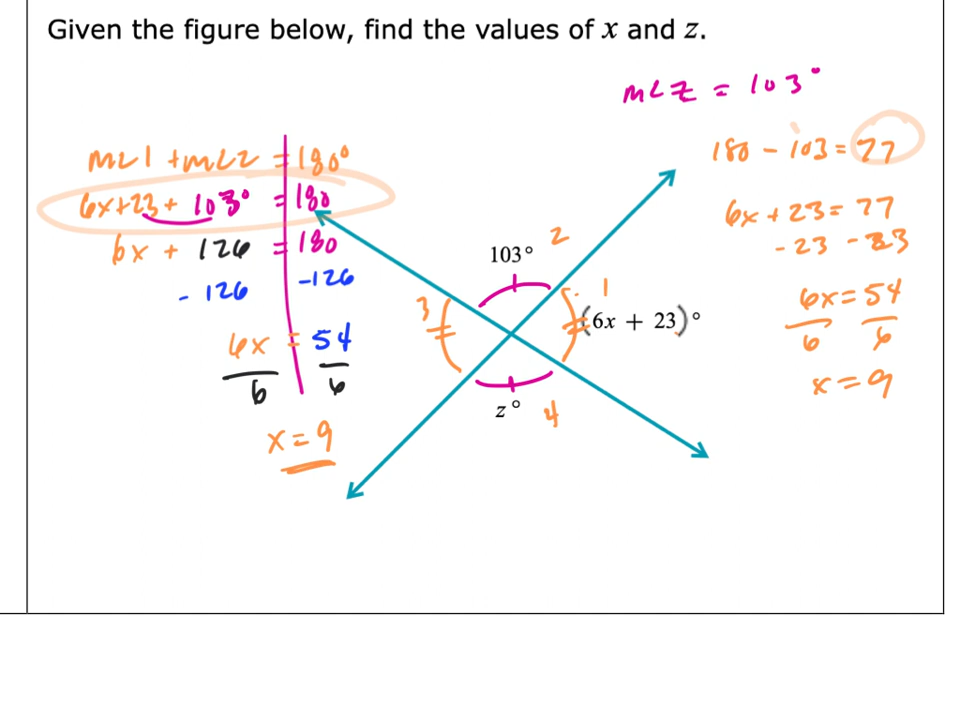 Given the figure below, find the values of x and z.
m∠z = 103°
m∠1 + m∠2 = 180°
6x+23 + 103° = 180
6x + 126 = 180
- 126 -126
6x = 54
6 6
x = 9
180 - 103 = 77
6x + 23 = 77
- 23 - 23
6x = 54
6 6
x = 9
103°
2
1
3
(6x + 23)°
z°
4